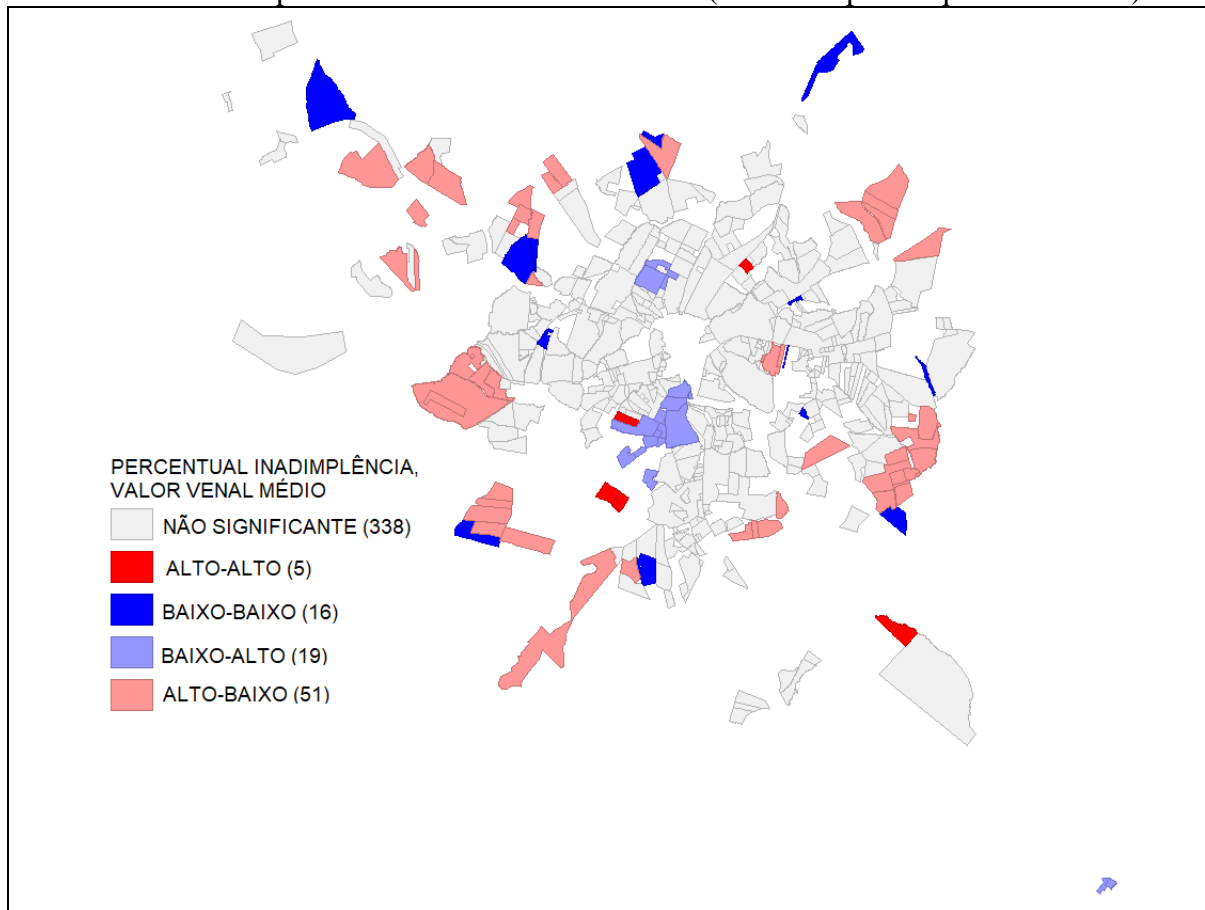 PERCENTUAL INADIMPLÊNCIA,
VALOR VENAL MÉDIO
NÃO SIGNIFICANTE (338)
ALTO-ALTO (5)
BAIXO-BAIXO (16)
BAIXO-ALTO (19)
ALTO-BAIXO (51)